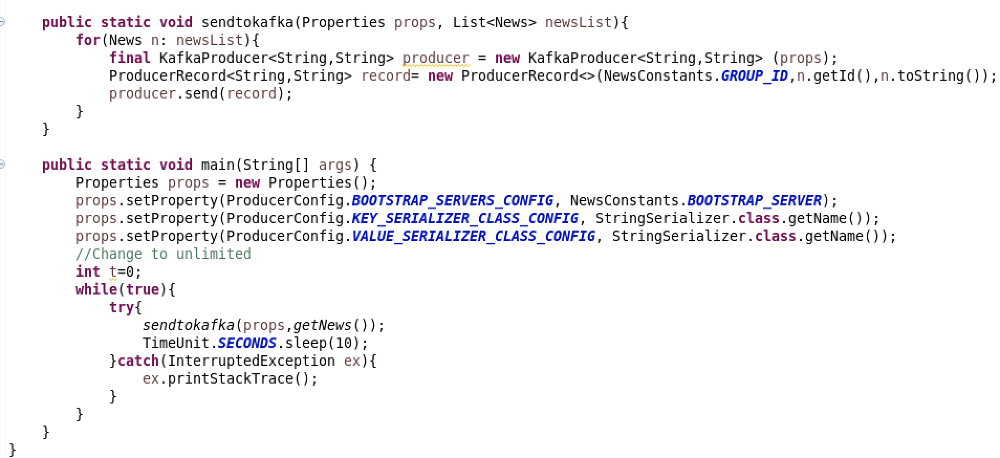 public static void sendtokafka(Properties props, List<News> newsList){
for(News n: newsList){
final KafkaProducer<String,String> producer = new KafkaProducer<String,String> (props);
ProducerRecord<String,String> record= new ProducerRecord<>(NewsConstants.GROUP_ID,n.getId(),n.toString());
producer.send(record);
}
}
public static void main(String[] args) {
Properties props = new Properties();
props.setProperty(ProducerConfig.BOOTSTRAP_SERVERS_CONFIG, NewsConstants.BOOTSTRAP_SERVER);
props.setProperty(ProducerConfig.KEY_SERIALIZER_CLASS_CONFIG, StringSerializer.class.getName());
props.setProperty(ProducerConfig.VALUE_SERIALIZER_CLASS_CONFIG, StringSerializer.class.getName());
//Change to unlimited
int t=0;
while(true){
try{
sendtokafka(props,getNews());
TimeUnit.SECONDS.sleep(10);
}catch(InterruptedException ex){
ex.printStackTrace();
}
}
}
}